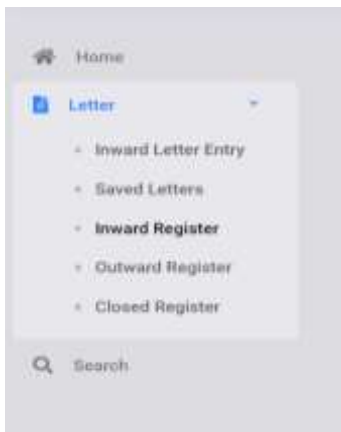 Home
Letter
Inward Letter Entry
Saved Letters
Inward Register
Outward Register
Closed Register
Search